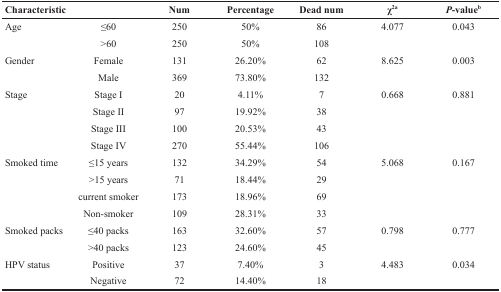 Characteristic Num Percentage Dead num χ²ᵃ P-valueᵇ
Age ≤60 250 50% 86 4.077 0.043
>60 250 50% 108
Gender Female 131 26.20% 62 8.625 0.003
Male 369 73.80% 132
Stage Stage I 20 4.11% 7 0.668 0.881
Stage II 97 19.92% 38
Stage III 100 20.53% 43
Stage IV 270 55.44% 106
Smoked time ≤15 years 132 34.29% 54 5.068 0.167
>15 years 71 18.44% 29
current smoker 173 18.96% 69
Non-smoker 109 28.31% 33
Smoked packs ≤40 packs 163 32.60% 57 0.798 0.777
>40 packs 123 24.60% 45
HPV status Positive 37 7.40% 3 4.483 0.034
Negative 72 14.40% 18